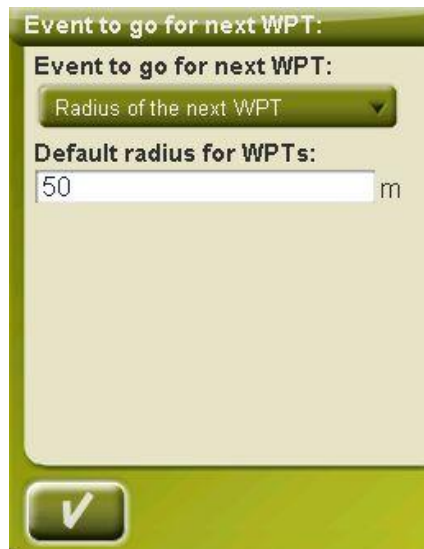 Event to go for next WPT:
Event to go for next WPT:
Radius of the next WPT
Default radius for WPTs:
50 m